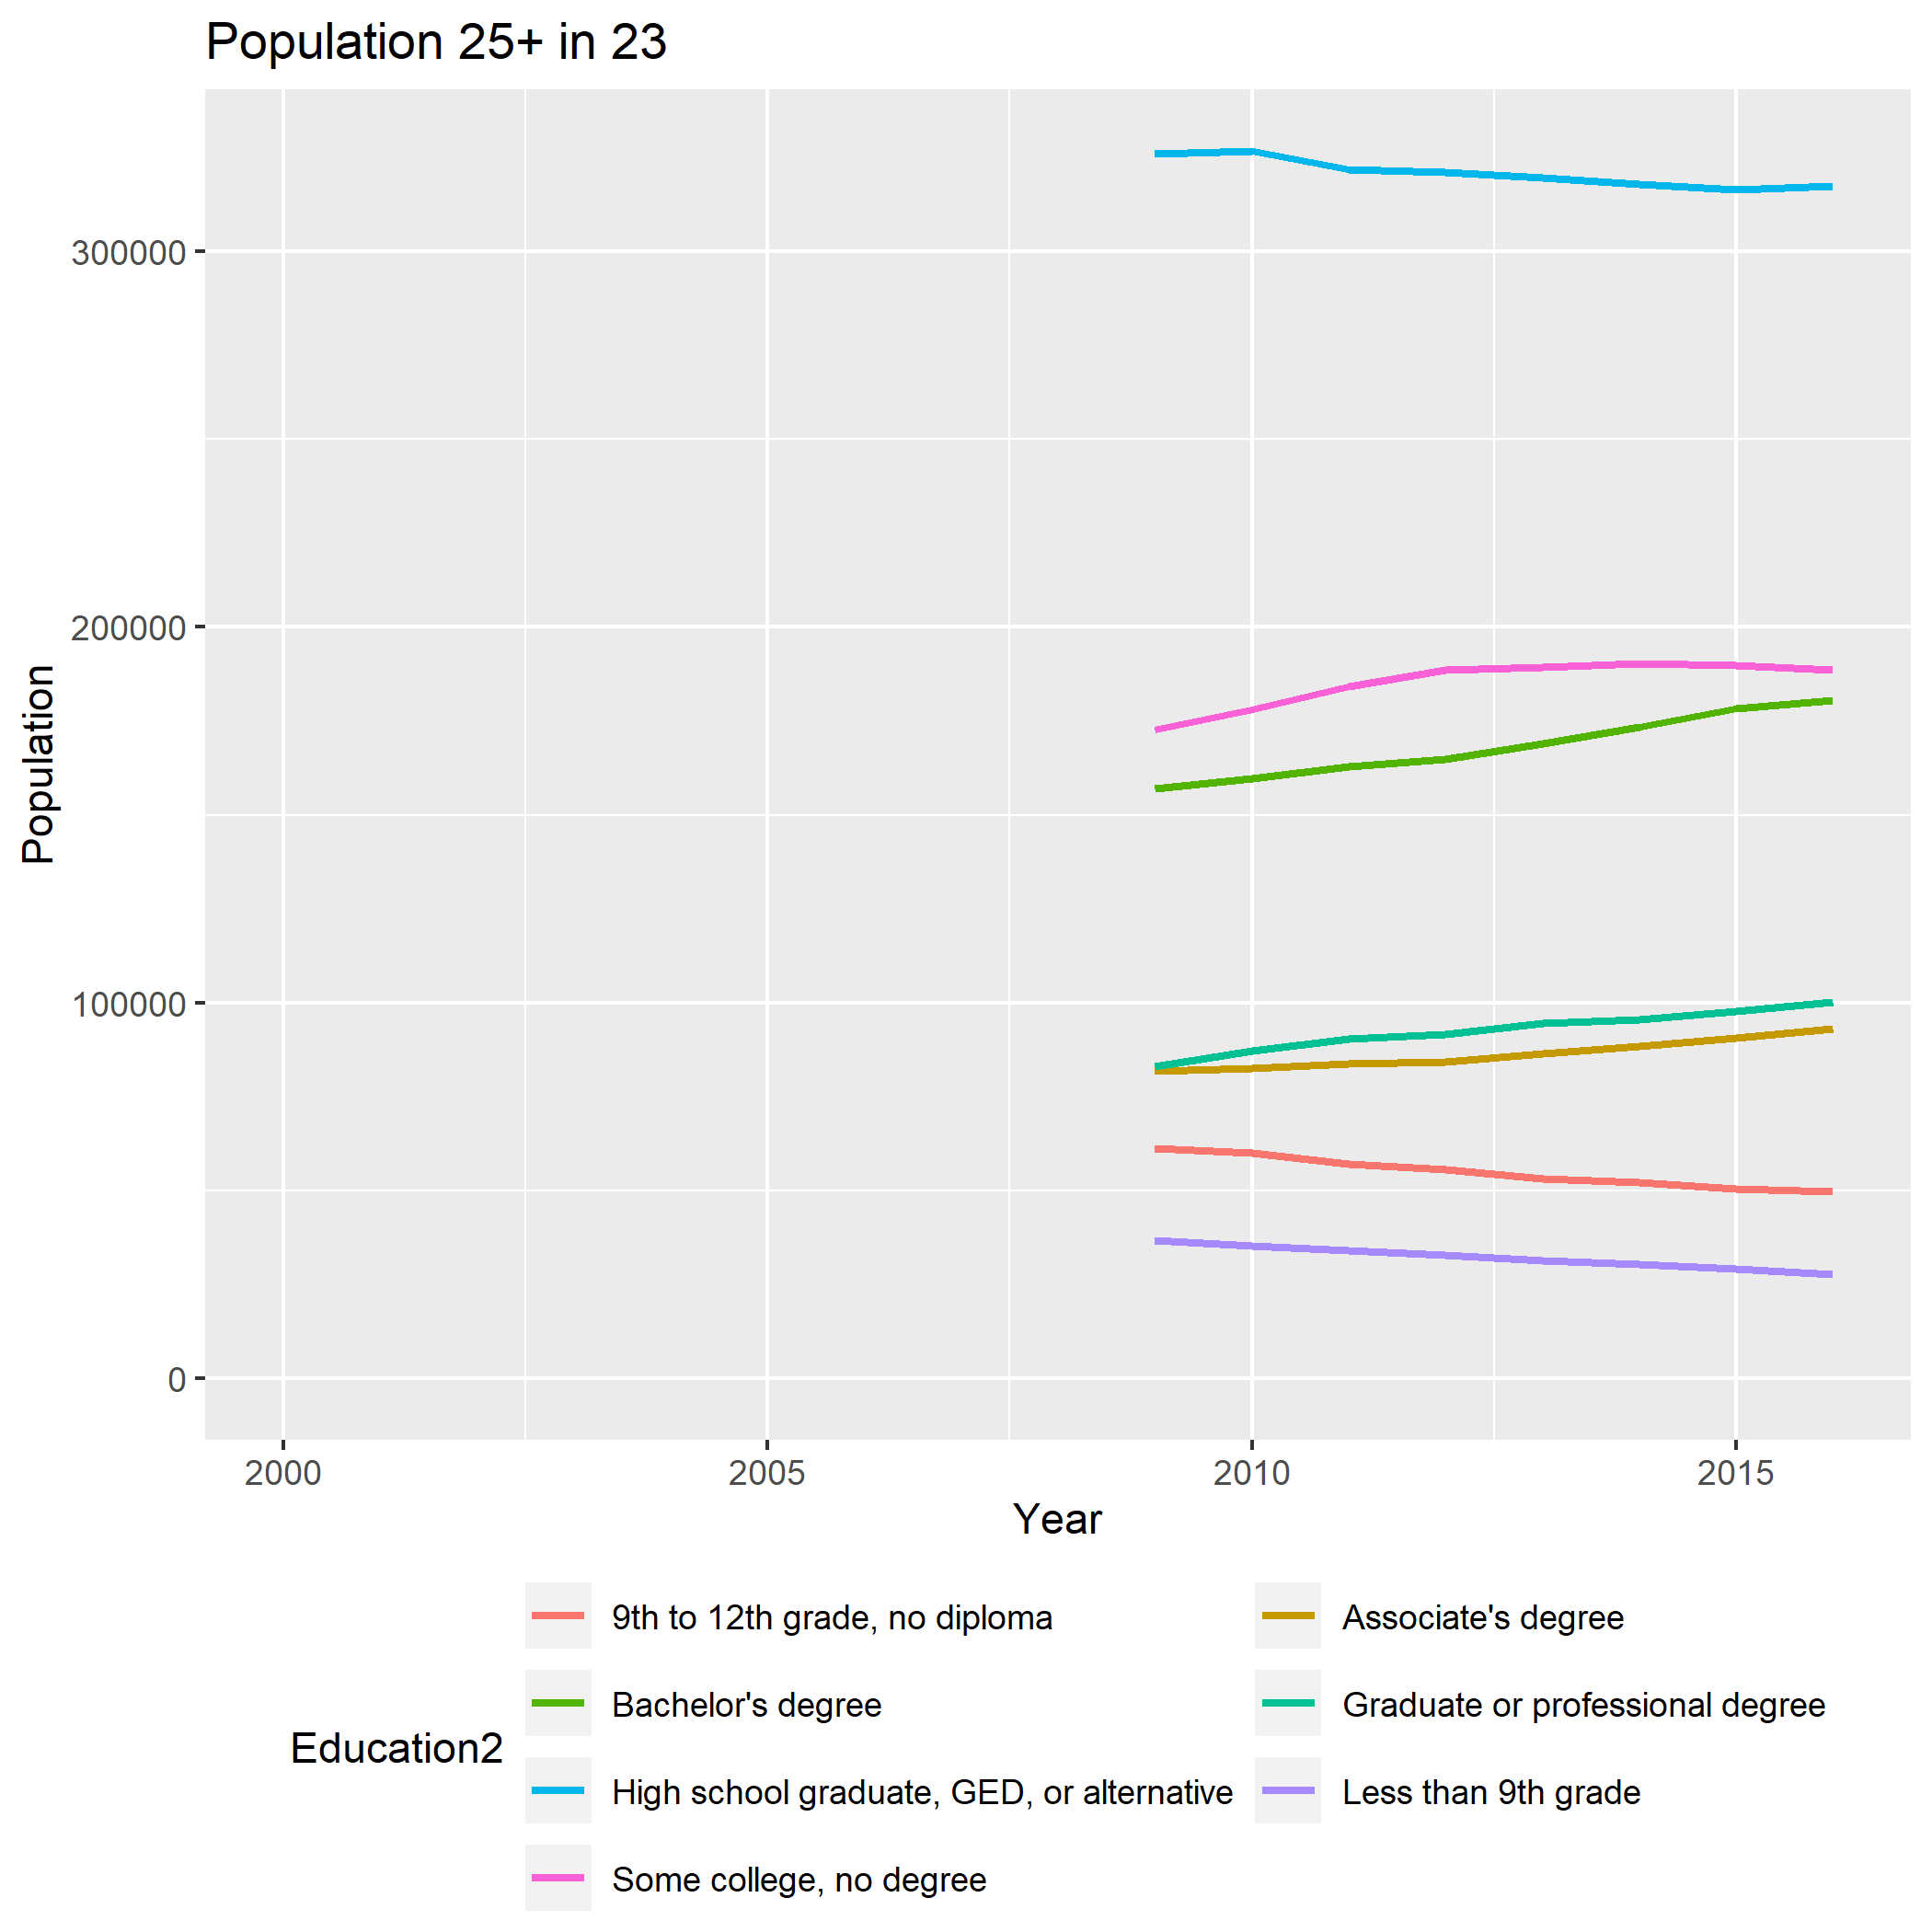 Population 25+ in 23
Population
300000
200000
100000
0
2000 2005 2010 2015
Year
Education2
9th to 12th grade, no diploma
Bachelor's degree
High school graduate, GED, or alternative
Some college, no degree
Associate's degree
Graduate or professional degree
Less than 9th grade